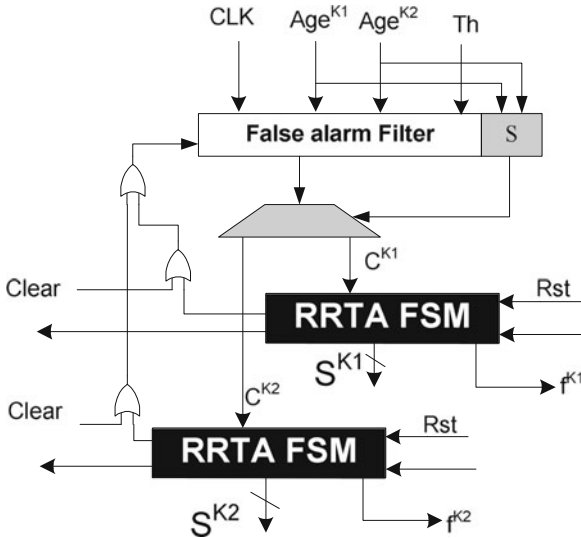 CLK Age^K1 Age^K2 Th
False alarm Filter S
C^K1
Clear
Rst
RRTA FSM
S^K1
f^K1
C^K2
Clear
Rst
RRTA FSM
S^K2
f^K2